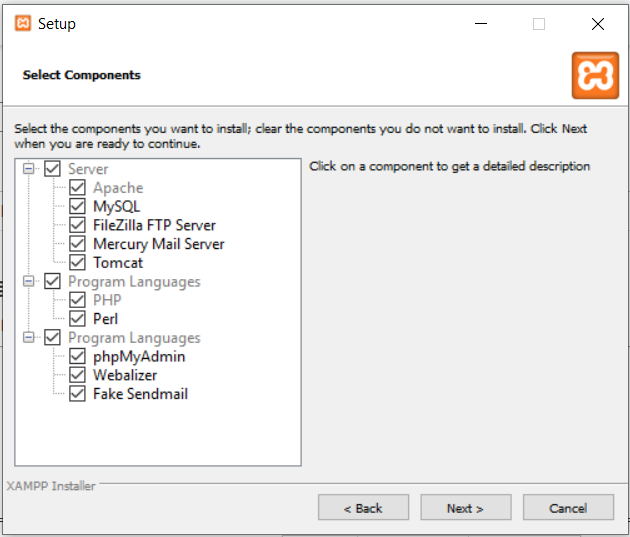 Setup
Select Components
Select the components you want to install; clear the components you do not want to install. Click Next
when you are ready to continue.
Server
Apache
MySQL
FileZilla FTP Server
Mercury Mail Server
Tomcat
Program Languages
PHP
Perl
Program Languages
phpMyAdmin
Webalizer
Fake Sendmail
Click on a component to get a detailed description
XAMPP Installer
< Back
Next >
Cancel